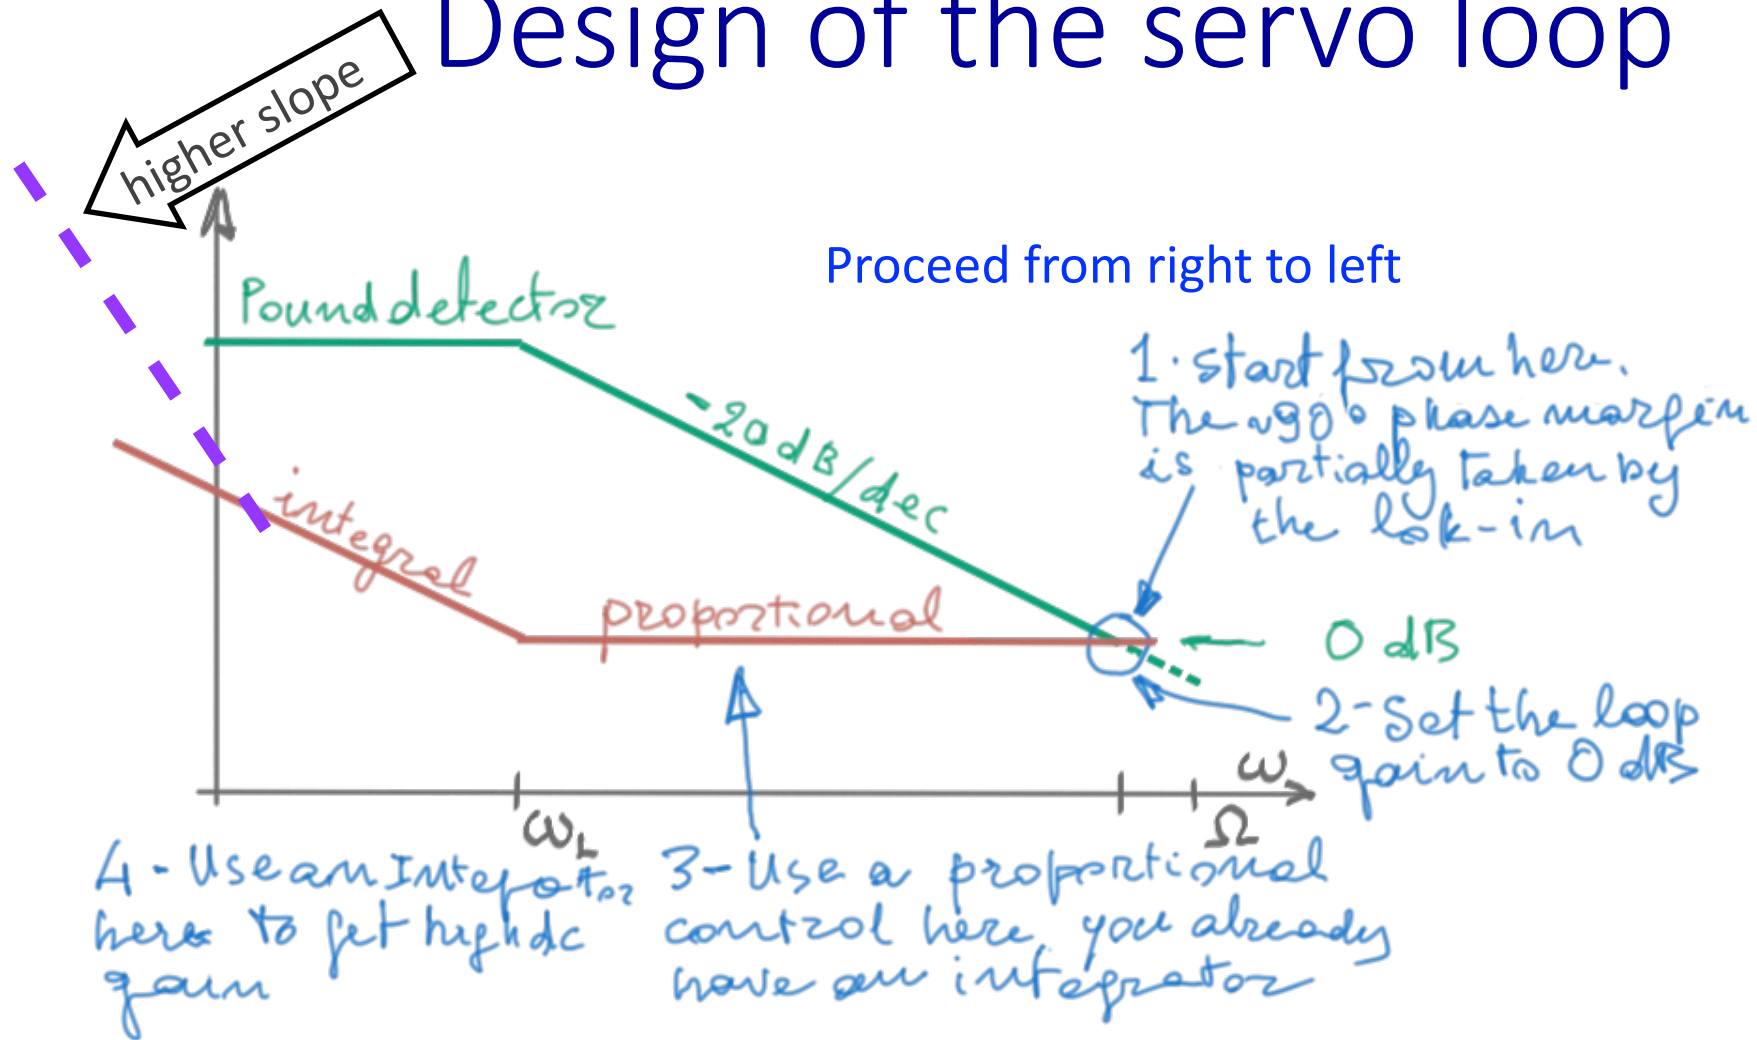 Design of the servo loop
higher slope
Proceed from right to left
Pound detector
-20 dB/dec
integral
proportional
1. Start from here.
The ~90° phase margin
is partially taken by
the lok-in
0 dB
2- Set the loop
gain to 0 dB
ω
ω_L
Ω
4- Use an Integrator
here to get high dc
gain
3- Use a proportional
control here you already
have an integrator